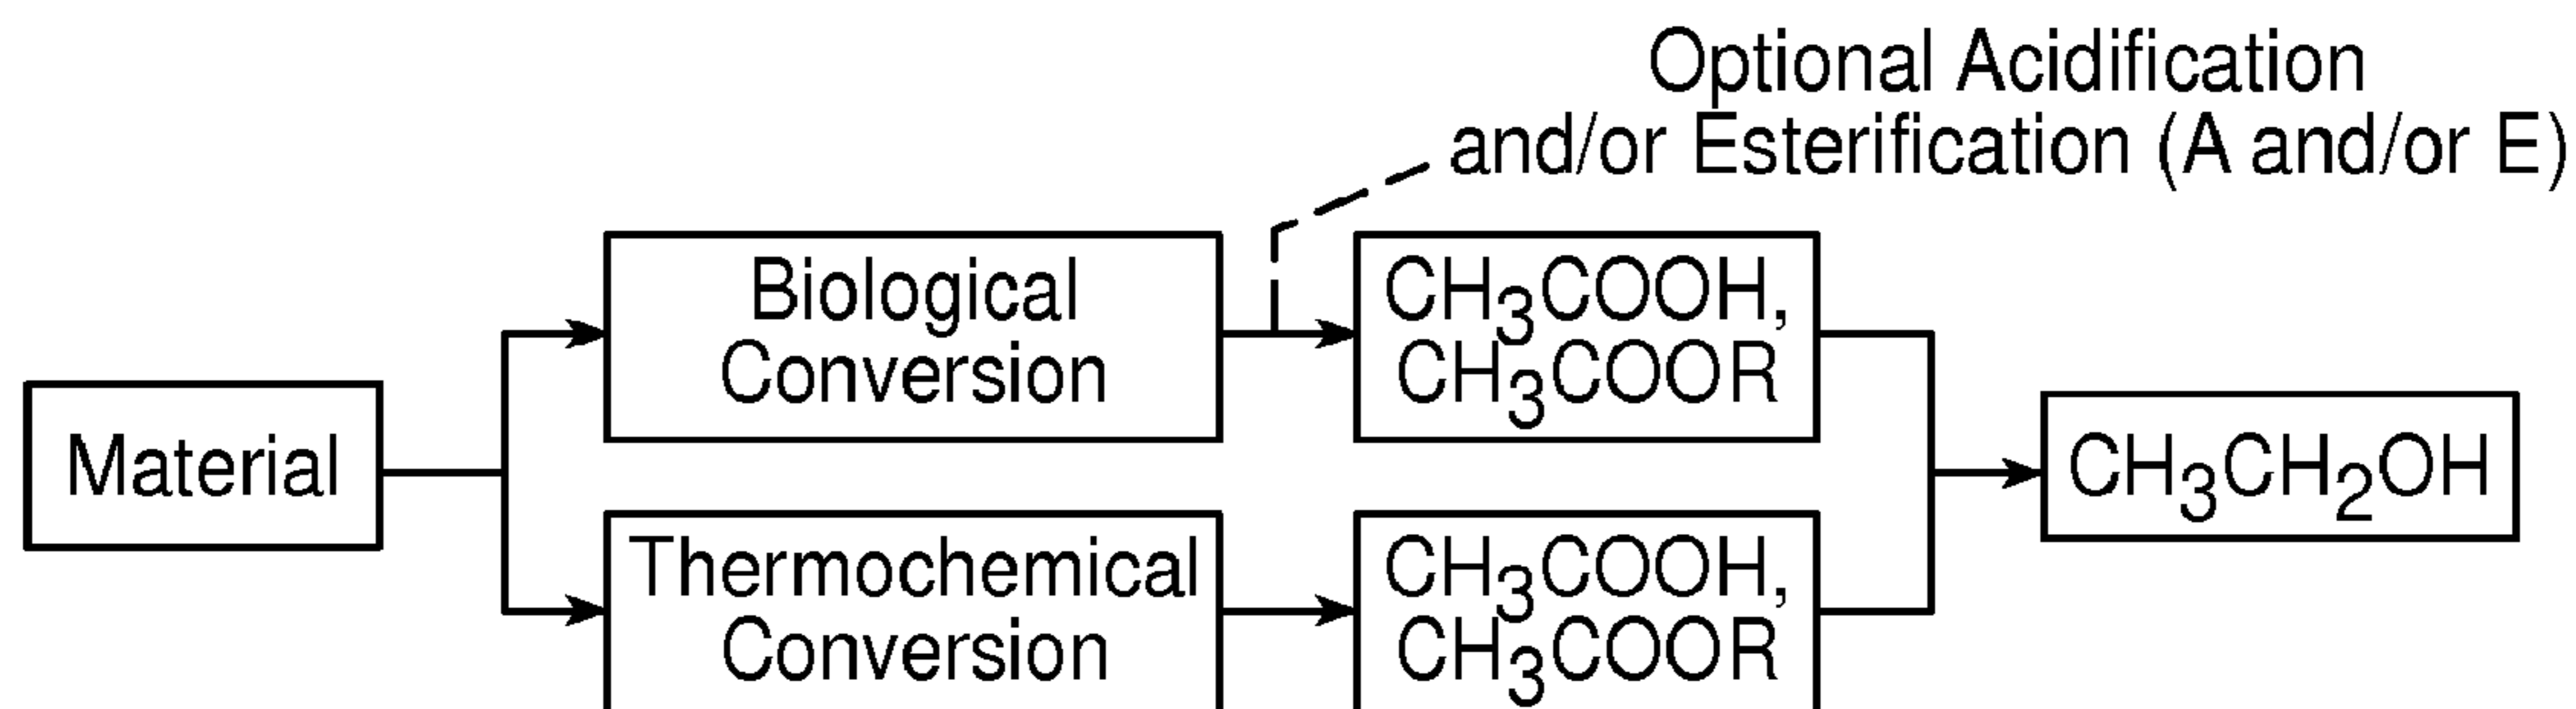 Optional Acidification
and/or Esterification (A and/or E)
Biological
Conversion
CH₃COOH,
CH₃COOR
Material
CH₃CH₂OH
Thermochemical
Conversion
CH₃COOH,
CH₃COOR